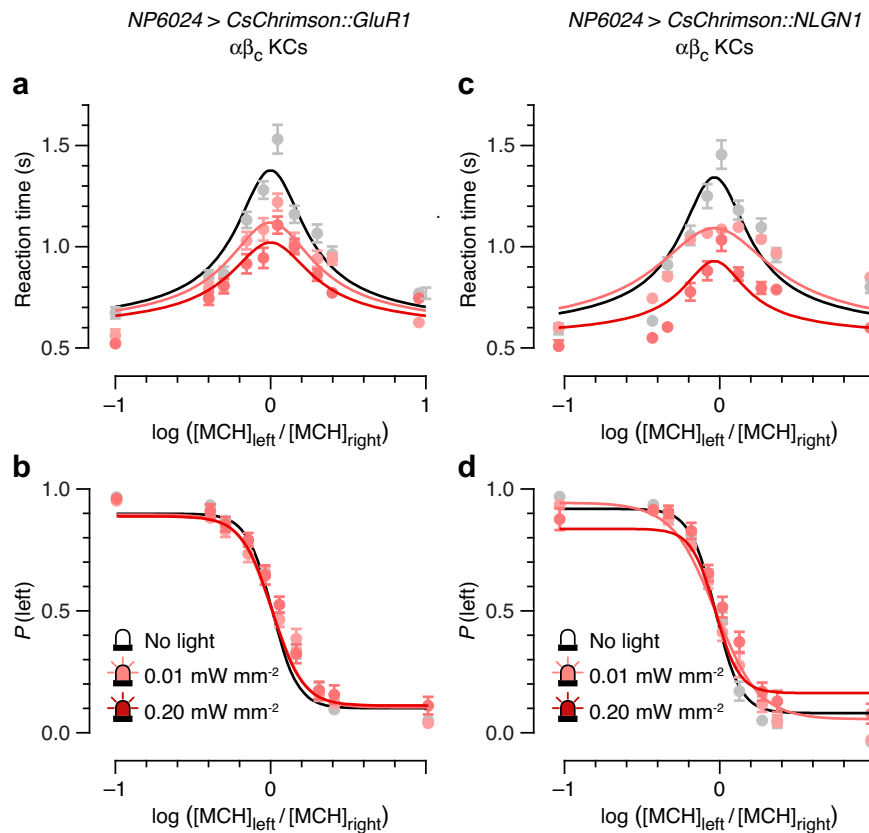 NP6024 > CsChrimson::GluR1
αβc KCs
NP6024 > CsChrimson::NLGN1
αβc KCs
a
Reaction time (s)
1.5
1.0
0.5
−1
0
1
log ([MCH]left / [MCH]right)
c
Reaction time (s)
1.5
1.0
0.5
−1
0
log ([MCH]left / [MCH]right)
b
P (left)
1.0
0.5
0.0
No light
0.01 mW mm-2
0.20 mW mm-2
−1
0
1
log ([MCH]left / [MCH]right)
d
P (left)
1.0
0.5
0.0
No light
0.01 mW mm-2
0.20 mW mm-2
−1
0
log ([MCH]left / [MCH]right)